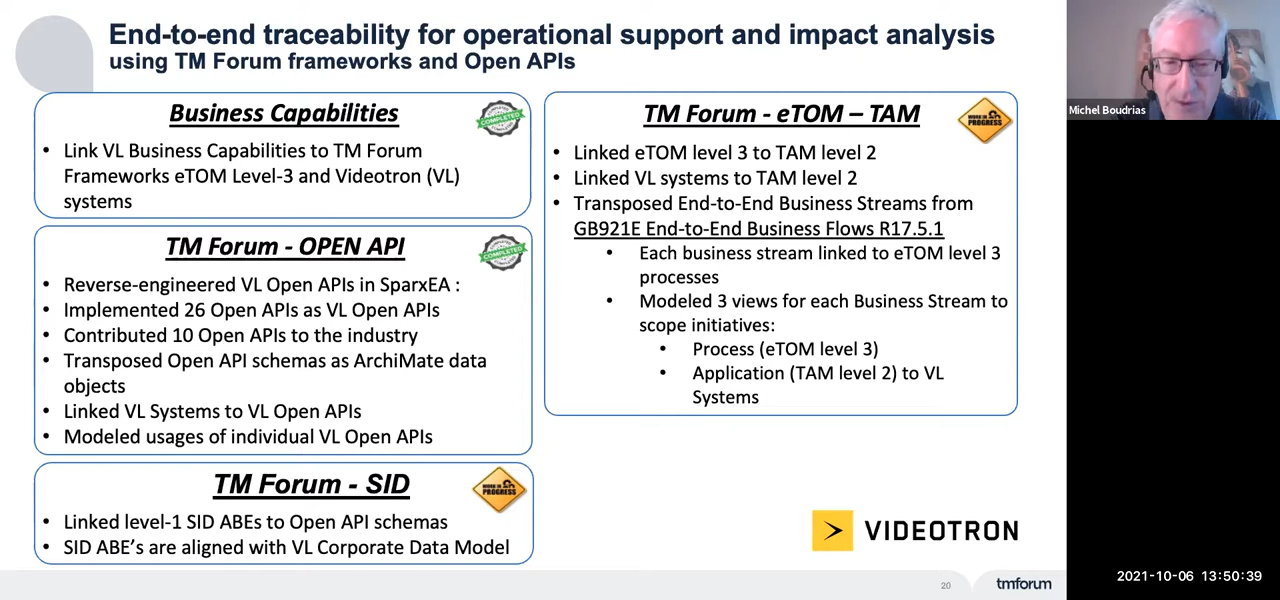 End-to-end traceability for operational support and impact analysis
using TM Forum frameworks and Open APIs
Business Capabilities
COMPLETED
• Link VL Business Capabilities to TM Forum
Frameworks eTOM Level-3 and Videotron (VL)
systems
TM Forum - OPEN API
COMPLETED
• Reverse-engineered VL Open APIs in SparxEA :
• Implemented 26 Open APIs as VL Open APIs
• Contributed 10 Open APIs to the industry
• Transposed Open API schemas as ArchiMate data
objects
• Linked VL Systems to VL Open APIs
• Modeled usages of individual VL Open APIs
TM Forum - SID
WORK IN
PROGRESS
• Linked level-1 SID ABEs to Open API schemas
• SID ABE's are aligned with VL Corporate Data Model
TM Forum - eTOM – TAM
WORK IN
PROGRESS
• Linked eTOM level 3 to TAM level 2
• Linked VL systems to TAM level 2
• Transposed End-to-End Business Streams from
GB921E End-to-End Business Flows R17.5.1
• Each business stream linked to eTOM level 3
processes
• Modeled 3 views for each Business Stream to
scope initiatives:
• Process (eTOM level 3)
• Application (TAM level 2) to VL
Systems
VIDEOTRON
20
tmforum
Michel Boudrias
2021-10-06 13:50:39